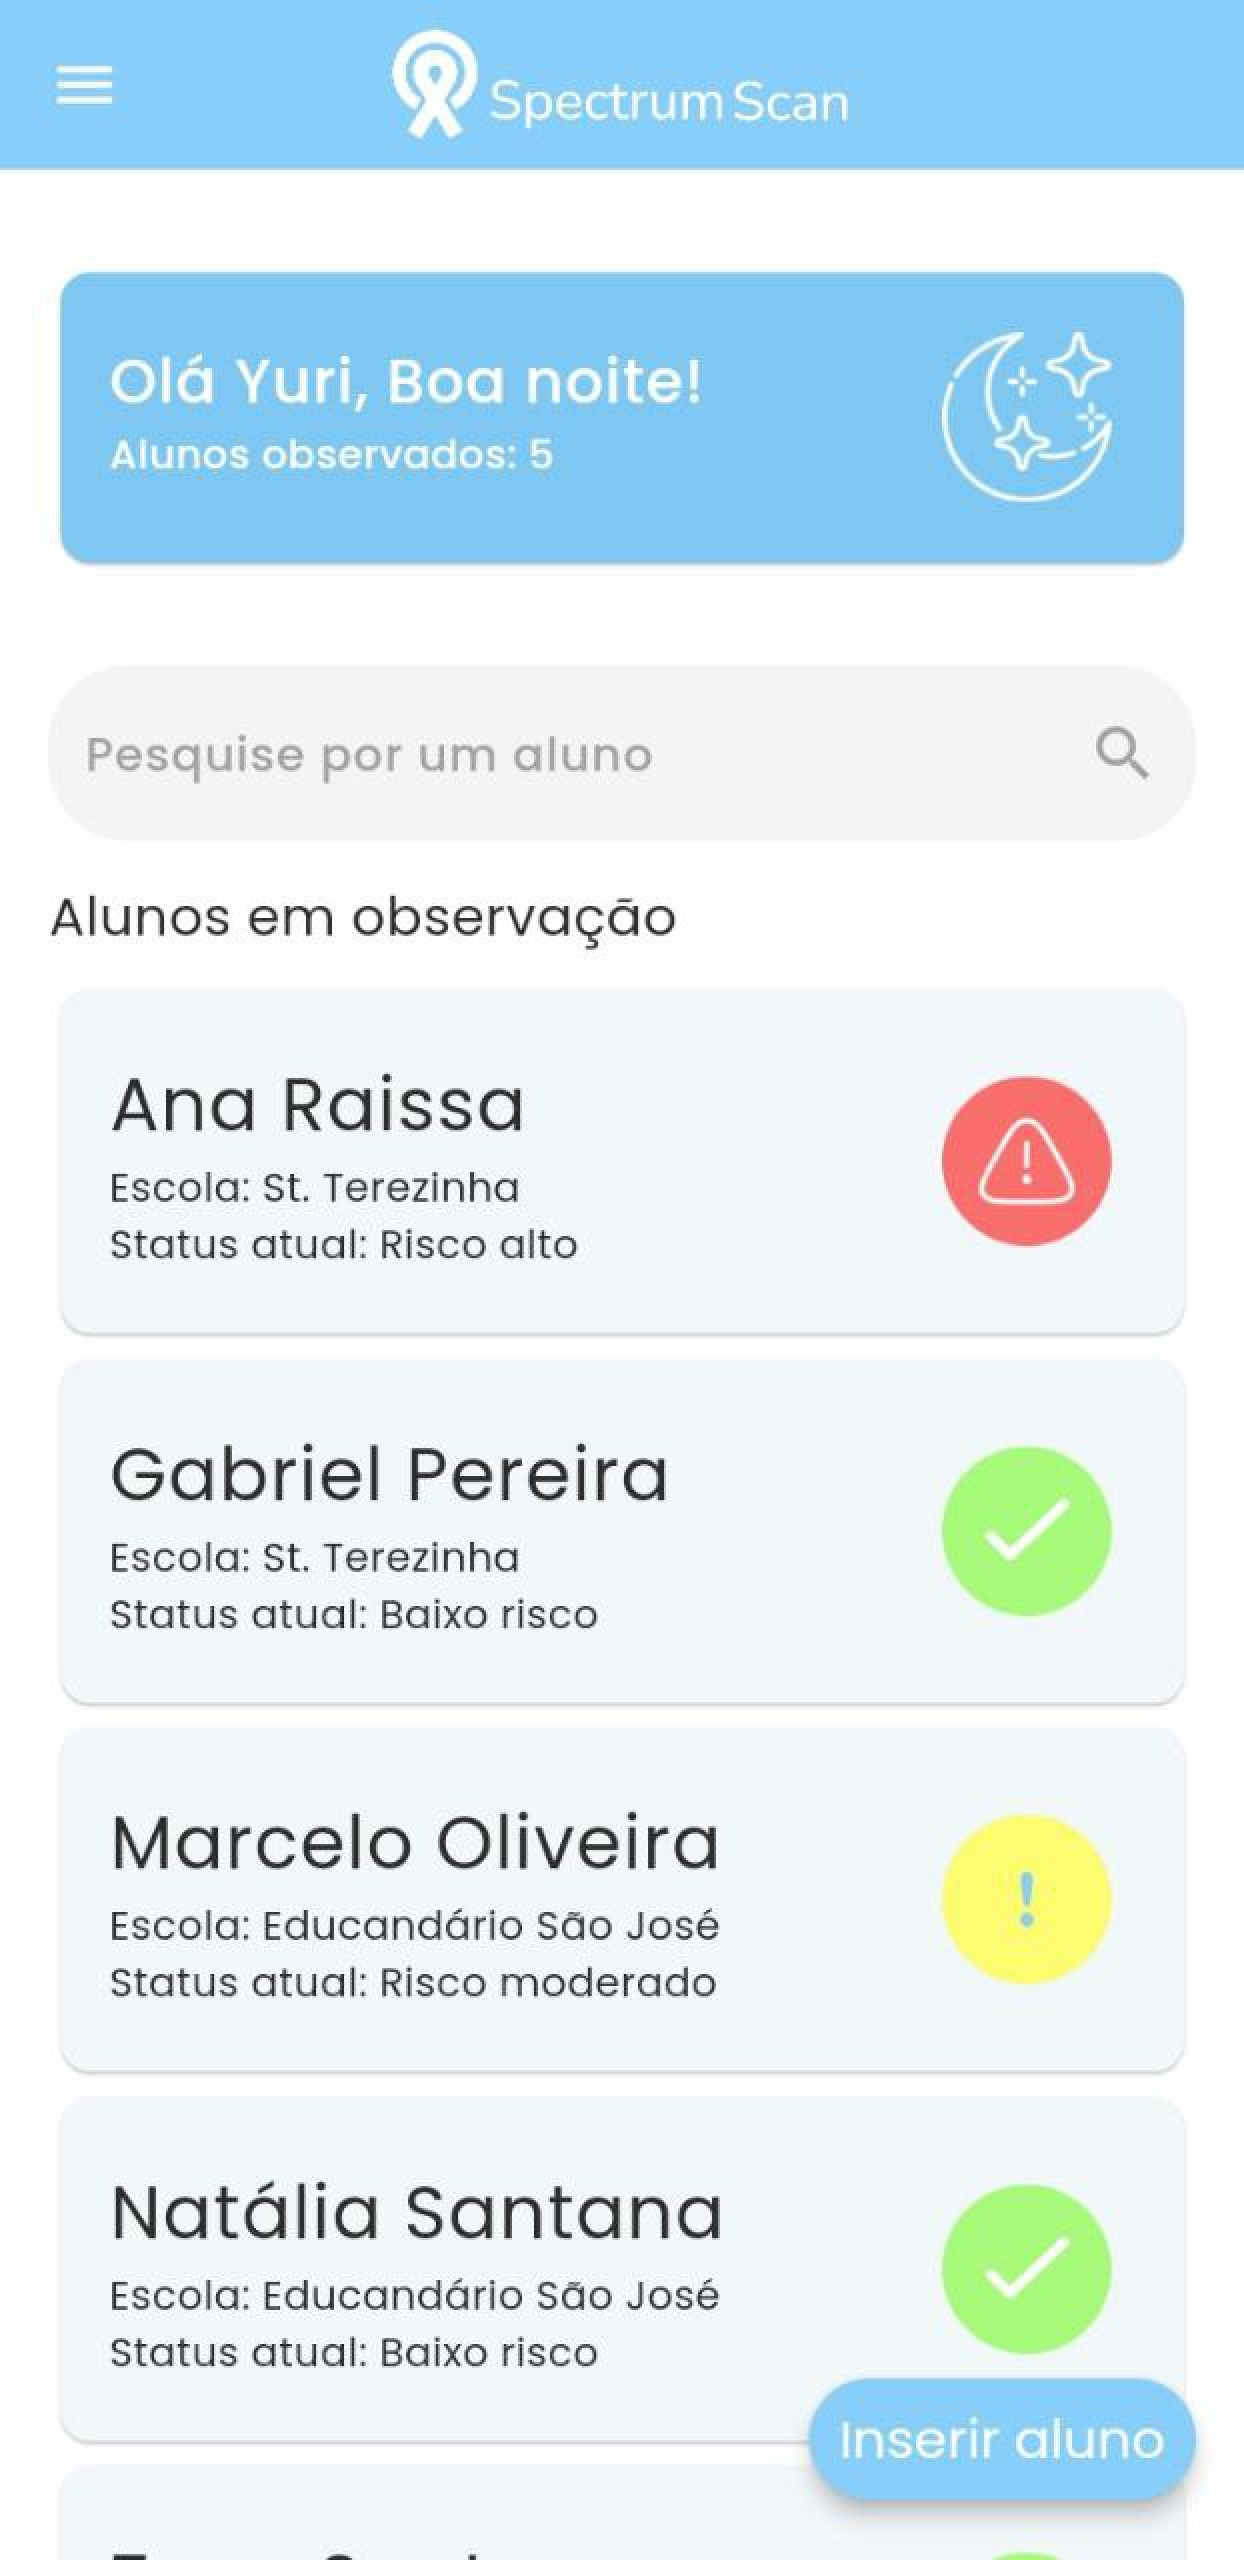 Spectrum Scan
Olá Yuri, Boa noite!
Alunos observados: 5
Pesquise por um aluno
Alunos em observação
Ana Raissa
Escola: St. Terezinha
Status atual: Risco alto
Gabriel Pereira
Escola: St. Terezinha
Status atual: Baixo risco
Marcelo Oliveira
Escola: Educandário São José
Status atual: Risco moderado
Natália Santana
Escola: Educandário São José
Status atual: Baixo risco
Inserir aluno